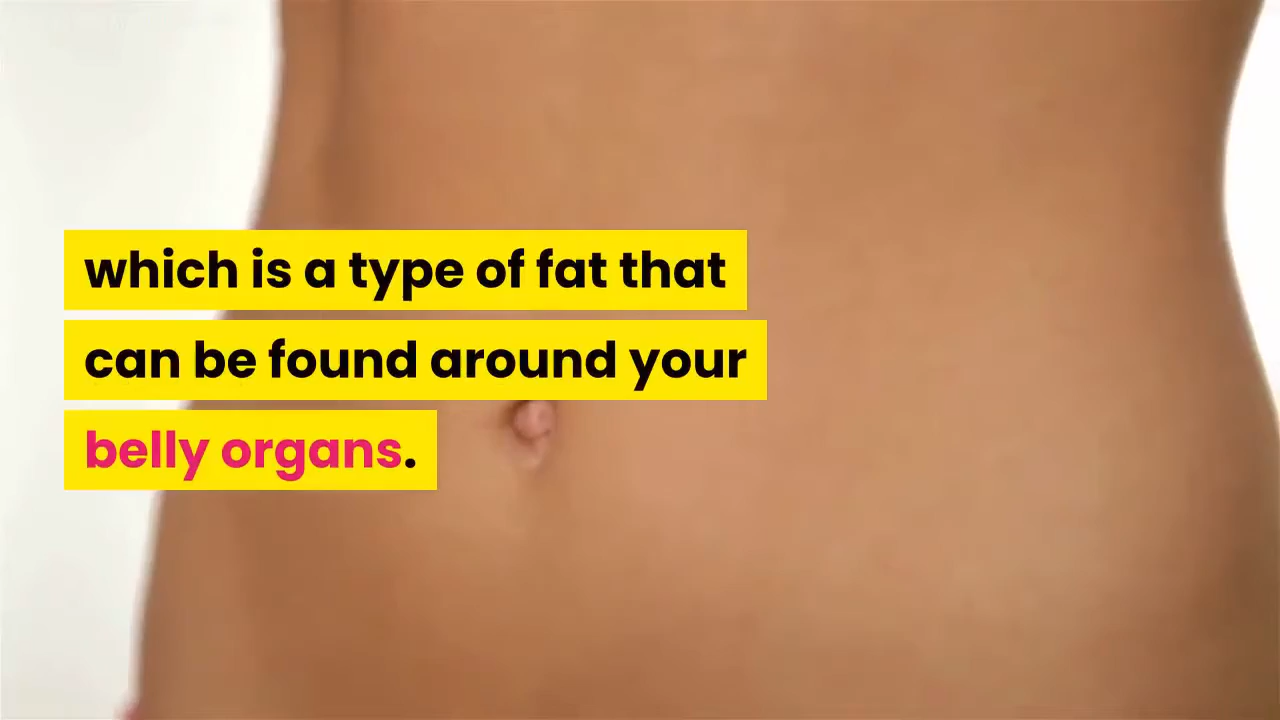 which is a type of fat that
can be found around your
belly organs.